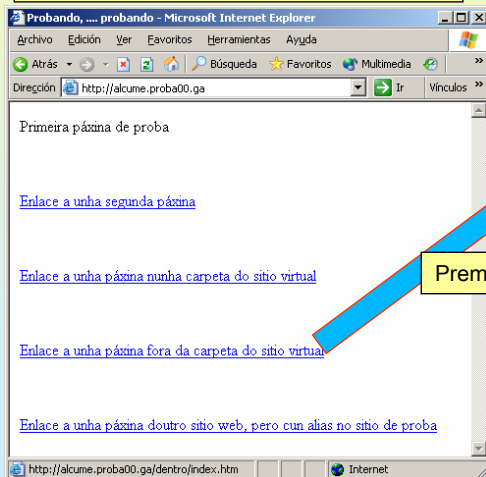 Probando, .... probando - Microsoft Internet Explorer
Archivo Edición Ver Favoritos Herramientas Ayuda
Atrás Búsqueda Favoritos Multimedia »
Dirección http://alcume.proba00.ga Ir Vínculos »
Primeira páxina de proba
Enlace a unha segunda páxina
Enlace a unha páxina nunha carpeta do sitio virtual
Prem
Enlace a unha páxina fora da carpeta do sitio virtual
Enlace a unha páxina doutro sitio web, pero cun alias no sitio de proba
http://alcume.proba00.ga/dentro/index.htm Internet